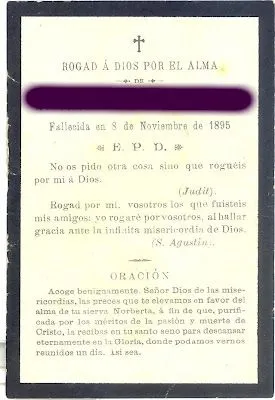 ROGAD Á DIOS POR EL ALMA
DE
Fallecida en 8 de Noviembre de 1895
E. P. D.
No os pido otra cosa sino que roguéis
por mí á Dios.
(Judit).
Rogad por mí, vosotros los que fuisteis
mis amigos: yo rogaré por vosotros, al hallar
gracia ante la infinita misericordia de Dios.
(S. Agustín).
ORACIÓN
Acoge benignamente, Señor Dios de las mise-
ricordias, las preces que te elevamos en favor del
alma de tu sierva Norberta, á fin de que, purifi-
cada por los méritos de la pasión y muerte de
Cristo, la recibas en tu seno para descansar
eternamente en la Gloria, donde podamos vernos
reunidos un día. Así sea.